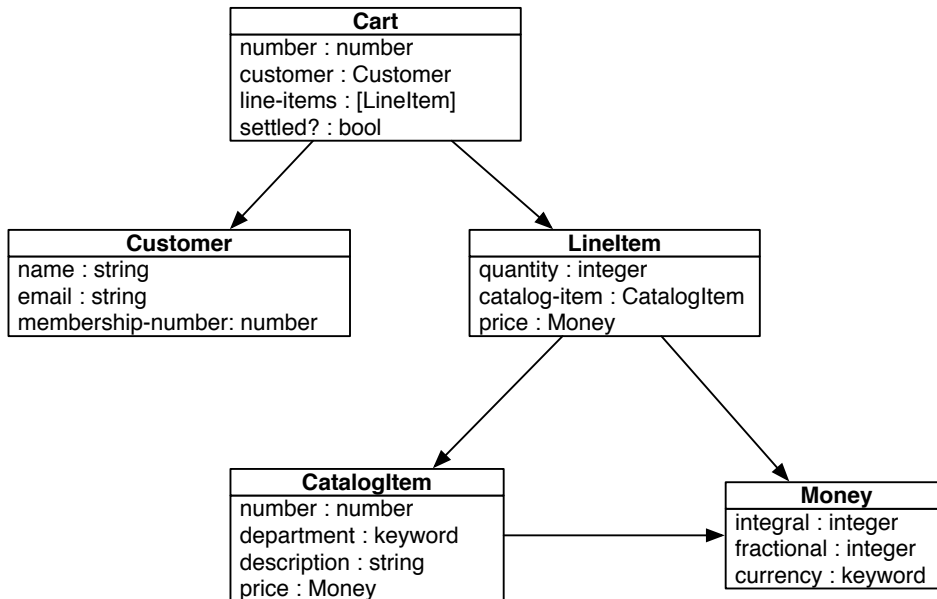 Cart
number : number
customer : Customer
line-items : [LineItem]
settled? : bool
Customer
name : string
email : string
membership-number: number
LineItem
quantity : integer
catalog-item : CatalogItem
price : Money
CatalogItem
number : number
department : keyword
description : string
price : Money
Money
integral : integer
fractional : integer
currency : keyword